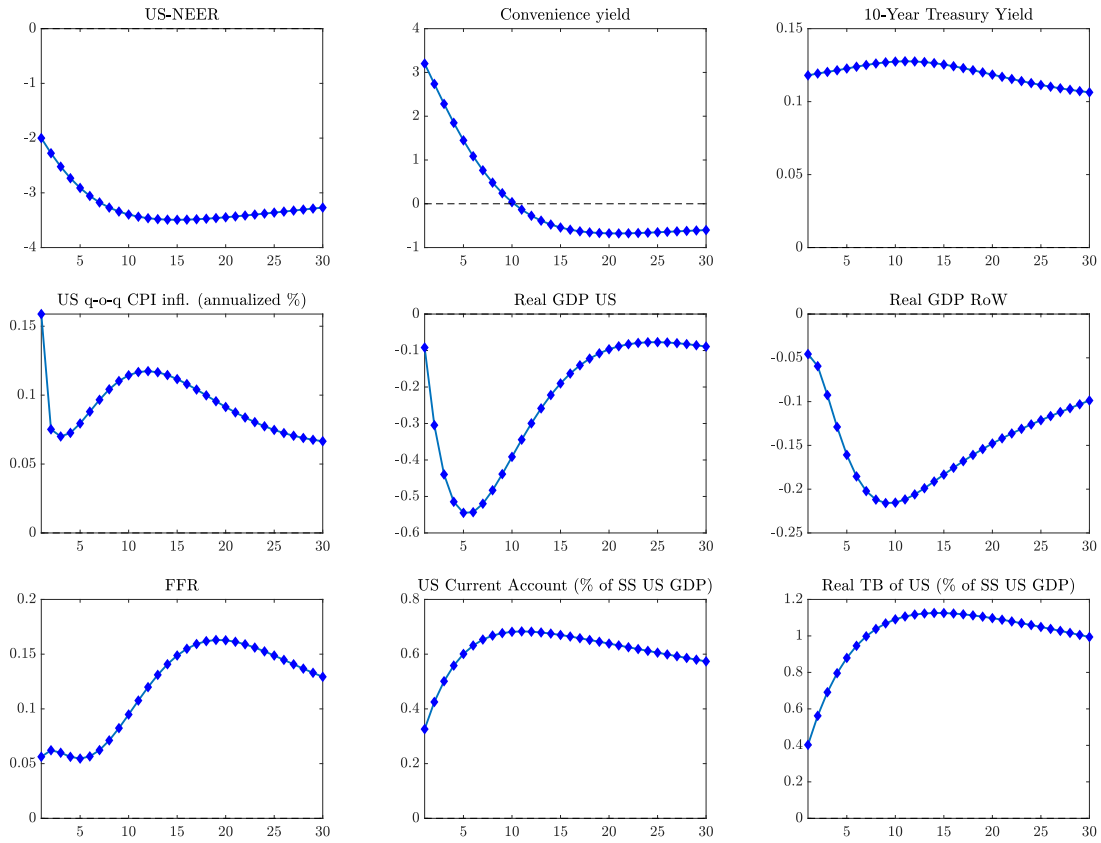 US-NEER
0
-1
-2
-3
-4
5 10 15 20 25 30
Convenience yield
4
3
2
1
0
-1
5 10 15 20 25 30
10-Year Treasury Yield
0.15
0.1
0.05
0
5 10 15 20 25 30
US q-o-q CPI infl. (annualized %)
0.15
0.1
0.05
0
5 10 15 20 25 30
Real GDP US
0
-0.1
-0.2
-0.3
-0.4
-0.5
-0.6
5 10 15 20 25 30
Real GDP RoW
0
-0.05
-0.1
-0.15
-0.2
-0.25
5 10 15 20 25 30
FFR
0.2
0.15
0.1
0.05
0
5 10 15 20 25 30
US Current Account (% of SS US GDP)
0.8
0.6
0.4
0.2
0
5 10 15 20 25 30
Real TB of US (% of SS US GDP)
1.2
1
0.8
0.6
0.4
0.2
0
5 10 15 20 25 30